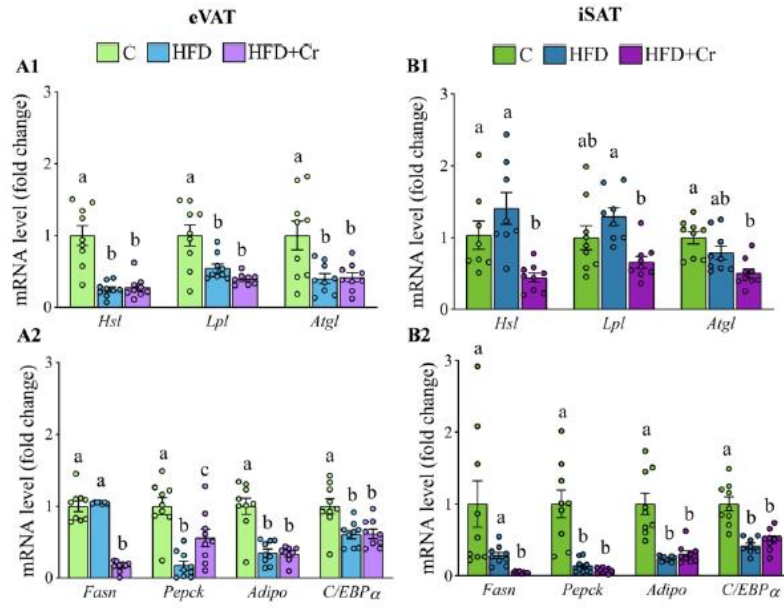 eVAT
iSAT
C HFD HFD+Cr
C HFD HFD+Cr
A1
mRNA level (fold change)
3
2
1
0
a b b
a b b
a b b
Hsl Lpl Atgl
B1
mRNA level (fold change)
3
2
1
0
a a b
ab a b
a ab b
Hsl Lpl Atgl
A2
mRNA level (fold change)
3
2
1
0
a a b
a b c
a b b
a b b
Fasn Pepck Adipo C/EBPα
B2
mRNA level (fold change)
3
2
1
0
a a b
a b b
a b b
a b b
Fasn Pepck Adipo C/EBPα